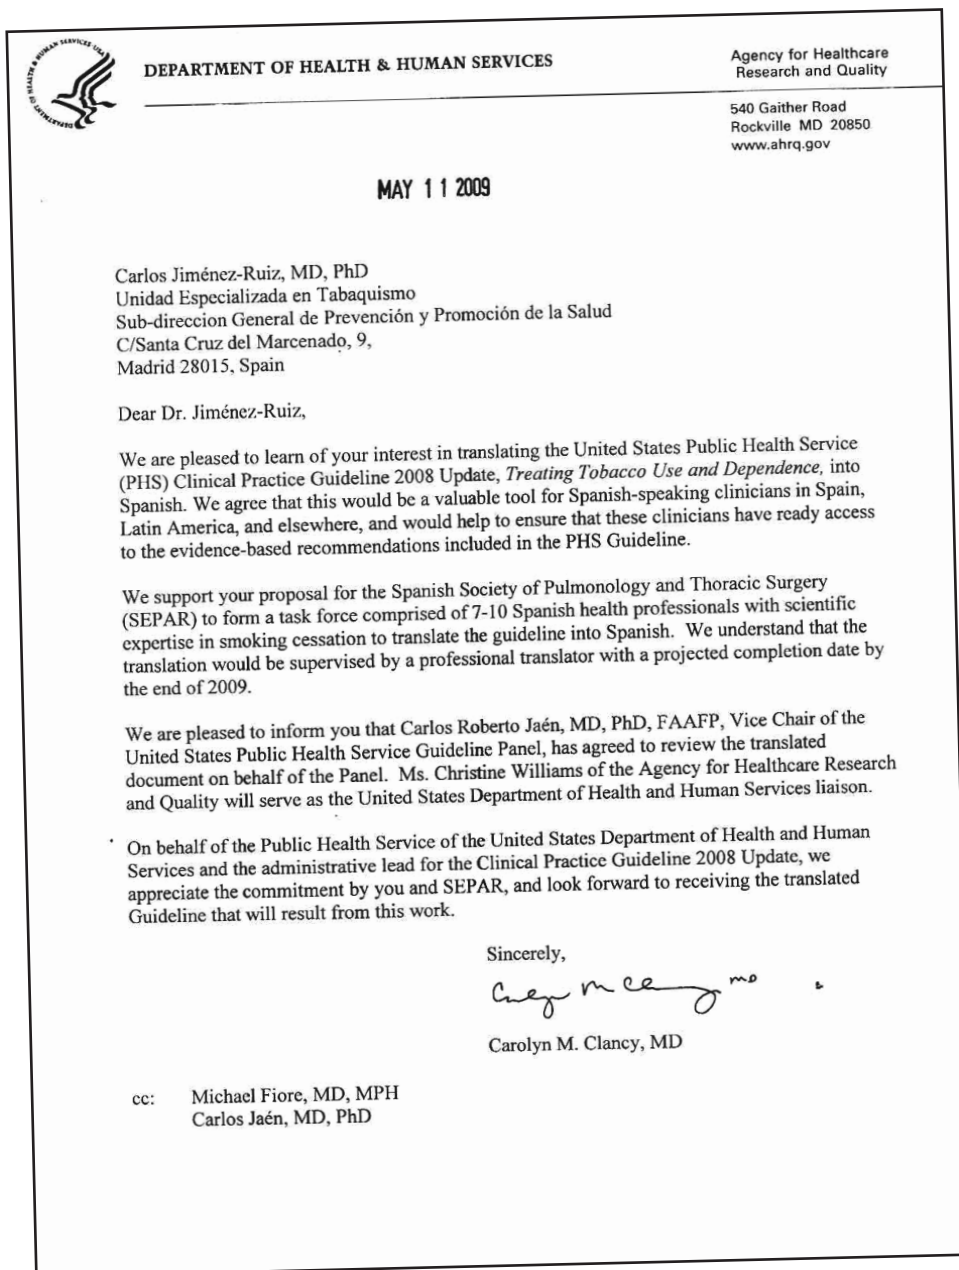 DEPARTMENT OF HEALTH & HUMAN SERVICES USA
DEPARTMENT OF HEALTH & HUMAN SERVICES
Agency for Healthcare
Research and Quality
540 Gaither Road
Rockville MD 20850
www.ahrq.gov
MAY 11 2009
Carlos Jiménez-Ruiz, MD, PhD
Unidad Especializada en Tabaquismo
Sub-direccion General de Prevención y Promoción de la Salud
C/Santa Cruz del Marcenado, 9,
Madrid 28015, Spain
Dear Dr. Jiménez-Ruiz,
We are pleased to learn of your interest in translating the United States Public Health Service
(PHS) Clinical Practice Guideline 2008 Update, Treating Tobacco Use and Dependence, into
Spanish. We agree that this would be a valuable tool for Spanish-speaking clinicians in Spain,
Latin America, and elsewhere, and would help to ensure that these clinicians have ready access
to the evidence-based recommendations included in the PHS Guideline.
We support your proposal for the Spanish Society of Pulmonology and Thoracic Surgery
(SEPAR) to form a task force comprised of 7-10 Spanish health professionals with scientific
expertise in smoking cessation to translate the guideline into Spanish. We understand that the
translation would be supervised by a professional translator with a projected completion date by
the end of 2009.
We are pleased to inform you that Carlos Roberto Jaén, MD, PhD, FAAFP, Vice Chair of the
United States Public Health Service Guideline Panel, has agreed to review the translated
document on behalf of the Panel. Ms. Christine Williams of the Agency for Healthcare Research
and Quality will serve as the United States Department of Health and Human Services liaison.
On behalf of the Public Health Service of the United States Department of Health and Human
Services and the administrative lead for the Clinical Practice Guideline 2008 Update, we
appreciate the commitment by you and SEPAR, and look forward to receiving the translated
Guideline that will result from this work.
Sincerely,
MD
Carolyn M. Clancy, MD
cc: Michael Fiore, MD, MPH
Carlos Jaén, MD, PhD